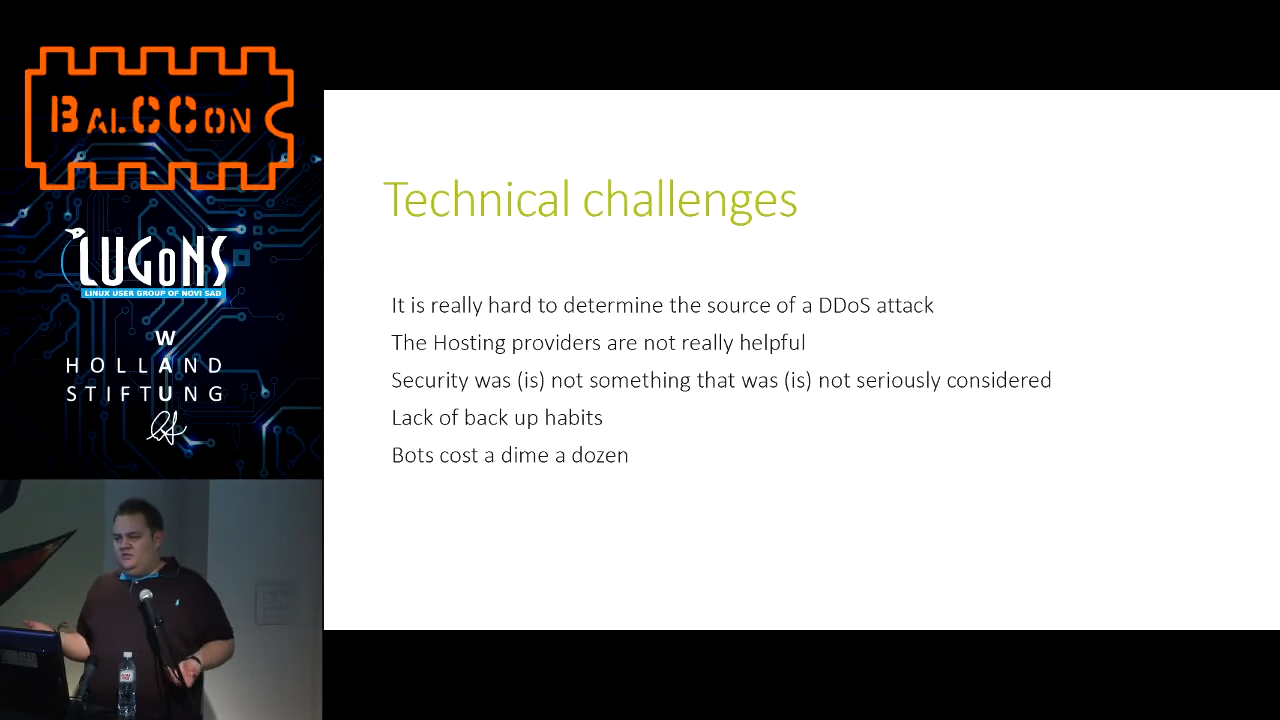 BALCCON
LUGONS
LINUX USER GROUP OF NOVI SAD
W
HOLLAND
STIFTUNG
Technical challenges
It is really hard to determine the source of a DDoS attack
The Hosting providers are not really helpful
Security was (is) not something that was (is) not seriously considered
Lack of back up habits
Bots cost a dime a dozen